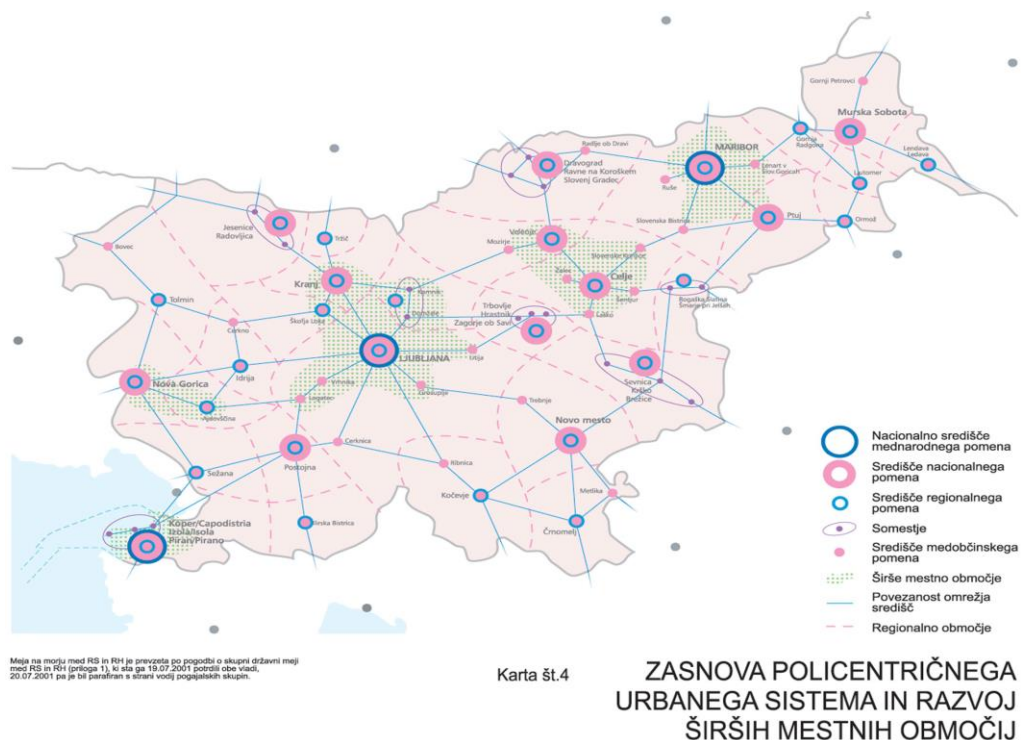 Gornji Petrovci
Murska Sobota
Gornja
Radgona
Lendava
Lendava
Ljutomer
Ormož
MARIBOR
Lenart v
Slov.Goricah
Ruše
Radlje ob Dravi
Dravograd
Ravne na Koroškem
Slovenj Gradec
Ptuj
Slovenska Bistrica
Velenje
Mozirje
Slovenske Konjice
Žalec
Celje
Šentjur
Rogaška Slatina
Šmarje pri Jelšah
Laško
Jesenice
Radovljica
Tržič
Bovec
Kranj
Kamnik
Domžale
Škofja Loka
Tolmin
Cerkno
Trbovlje
Hrastnik
Zagorje ob Savi
LJUBLJANA
Litija
Idrija
Nova Gorica
Vrhnika
Logatec
Ajdovščina
Grosuplje
Sevnica
Krško
Brežice
Trebnje
Novo mesto
Cerknica
Postojna
Ribnica
Sežana
Kočevje
Metlika
Črnomelj
Ilirska Bistrica
Koper/Capodistria
Izola/Isola
Piran/Pirano
Nacionalno središče
mednarodnega pomena
Središče nacionalnega
pomena
Središče regionalnega
pomena
Somestje
Središče medobčinskega
pomena
Širše mestno območje
Povezanost omrežja
središč
Regionalno območje
Meja na morju med RS in RH je prevzeta po pogodbi o skupni državni meji
med RS in RH (priloga 1), ki sta ga 19.07.2001 potrdili obe vladi,
20.07.2001 pa je bil parafiran s strani vodij pogajalskih skupin.
Karta št.4
ZASNOVA POLICENTRIČNEGA
URBANEGA SISTEMA IN RAZVOJ
ŠIRŠIH MESTNIH OBMOČIJ